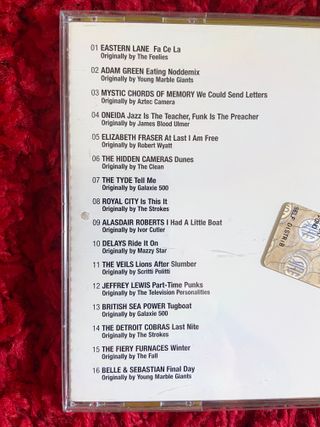 01 EASTERN LANE Fa Ce La
Originally by The Feelies
02 ADAM GREEN Eating Noddemix
Originally by Young Marble Giants
03 MYSTIC CHORDS OF MEMORY We Could Send Letters
Originally by Aztec Camera
04 ONEIDA Jazz Is The Teacher, Funk Is The Preacher
Originally by James Blood Ulmer
05 ELIZABETH FRASER At Last I Am Free
Originally by Robert Wyatt
06 THE HIDDEN CAMERAS Dunes
Originally by The Clean
07 THE TYDE Tell Me
Originally by Galaxie 500
08 ROYAL CITY Is This It
Originally by The Strokes
09 ALASDAIR ROBERTS I Had A Little Boat
Originally by Ivor Cutler
10 DELAYS Ride It On
Originally by Mazzy Star
11 THE VEILS Lions After Slumber
Originally by Scritti Politti
12 JEFFREY LEWIS Part-Time Punks
Originally by The Television Personalities
13 BRITISH SEA POWER Tugboat
Originally by Galaxie 500
14 THE DETROIT COBRAS Last Nite
Originally by The Strokes
15 THE FIERY FURNACES Winter
Originally by The Fall
16 BELLE & SEBASTIAN Final Day
Originally by Young Marble Giants